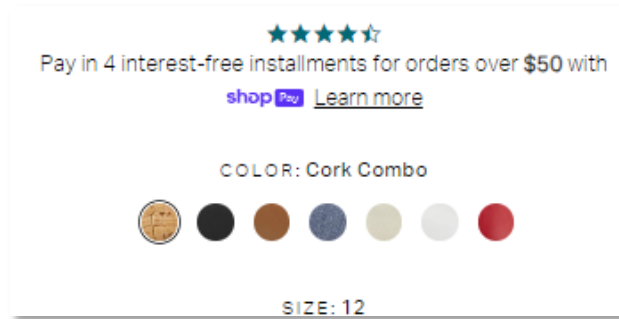 Pay in 4 interest-free installments for orders over $50 with
shop Pay Learn more
COLOR: Cork Combo
SIZE: 12